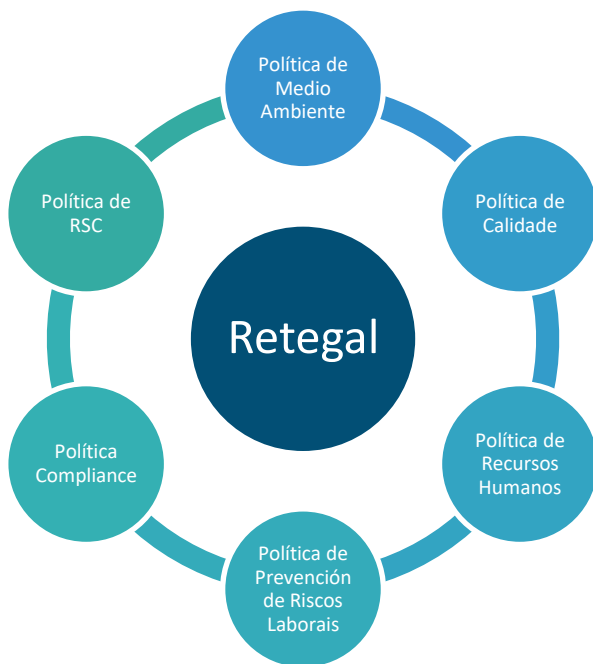 Política de
Medio
Ambiente
Política de
Calidade
Política de
Recursos
Humanos
Política de
Prevención
de Riscos
Laborais
Política
Compliance
Política de
RSC
Retegal